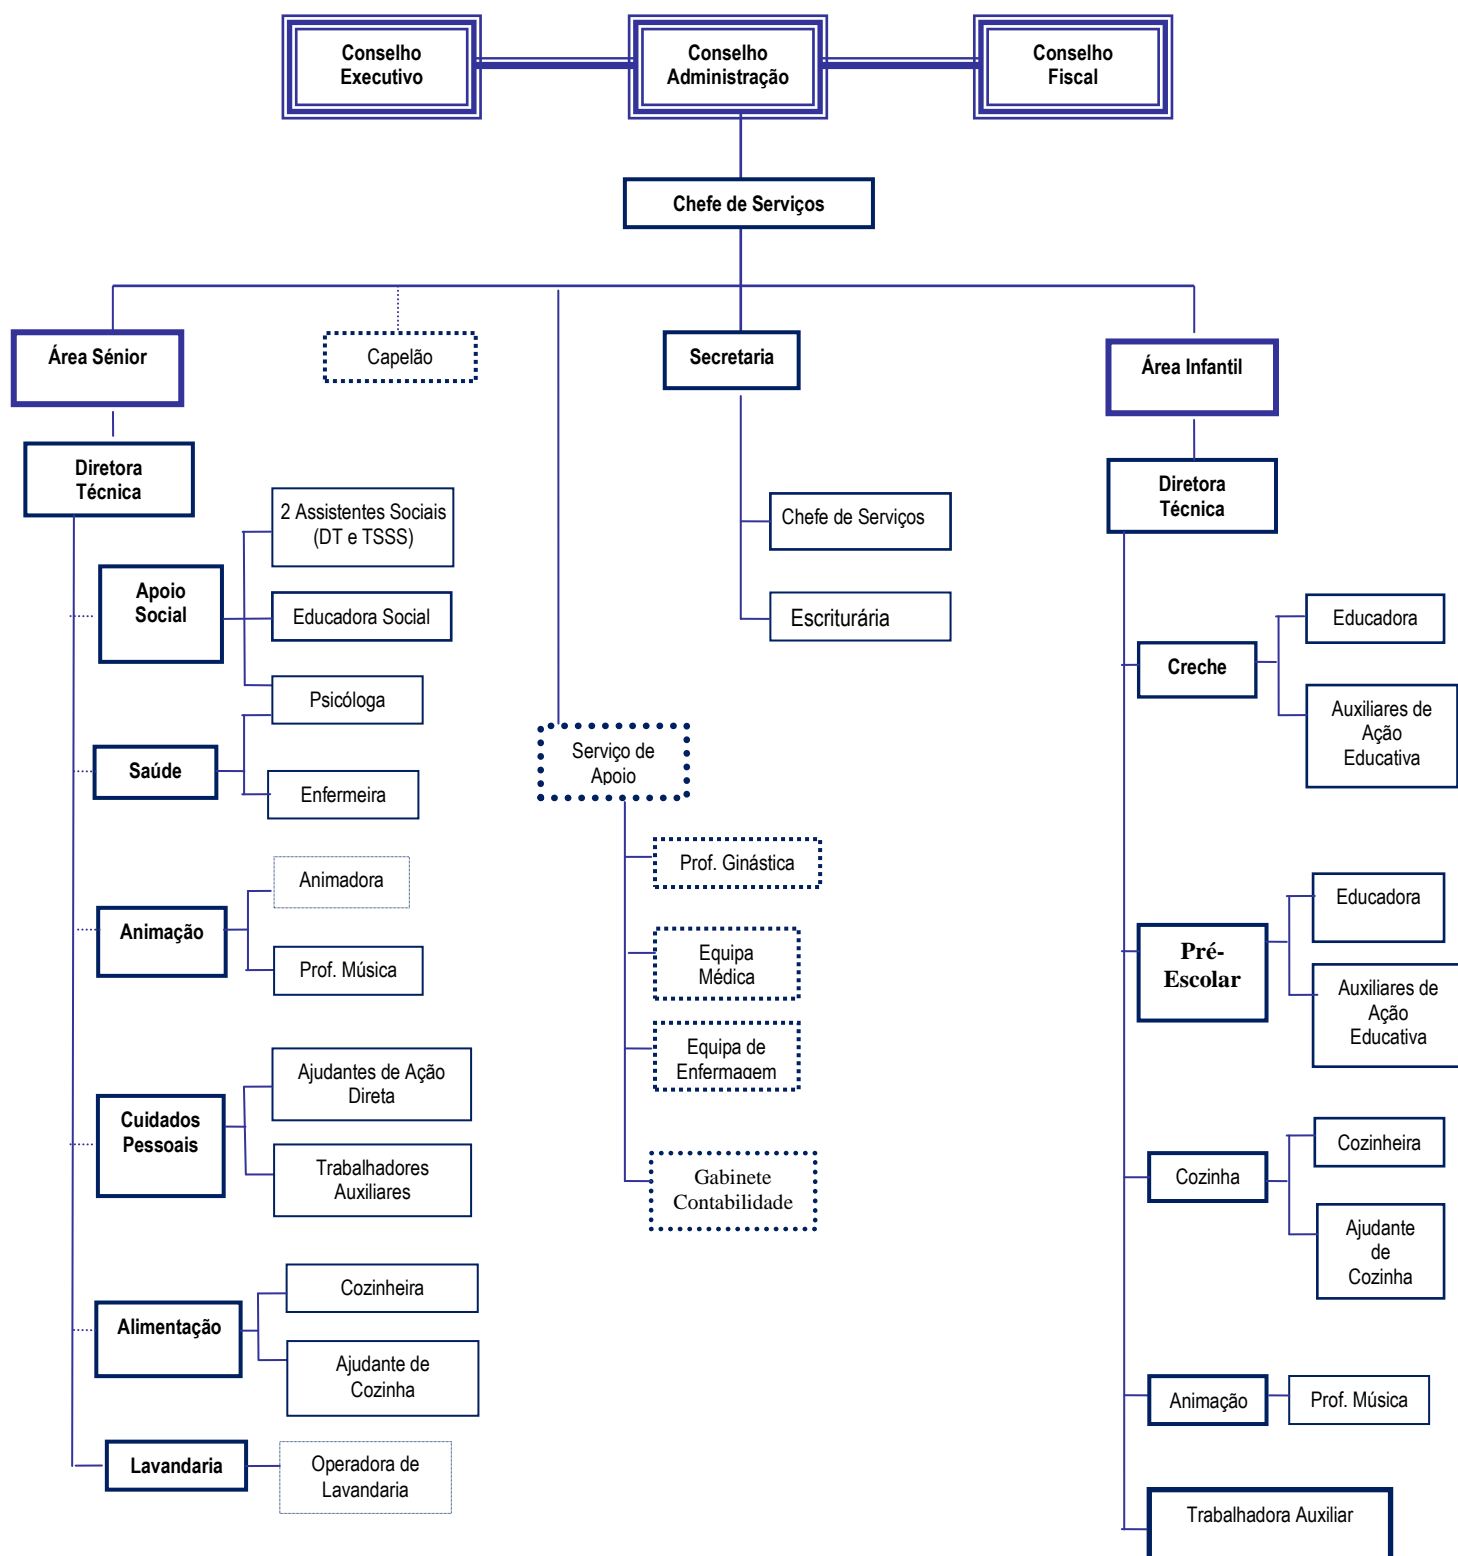 Conselho
Executivo
Conselho
Administração
Conselho
Fiscal
Chefe de Serviços
Área Sénior
Capelão
Secretaria
Área Infantil
Diretora
Técnica
2 Assistentes Sociais
(DT e TSSS)
Apoio
Social
Educadora Social
Psicóloga
Saúde
Enfermeira
Animação
Animadora
Prof. Música
Cuidados
Pessoais
Ajudantes de Ação
Direta
Trabalhadores
Auxiliares
Alimentação
Cozinheira
Ajudante de
Cozinha
Lavandaria
Operadora de
Lavandaria
Serviço de
Apoio
Prof. Ginástica
Equipa
Médica
Equipa de
Enfermagem
Gabinete
Contabilidade
Chefe de Serviços
Escriturária
Diretora
Técnica
Creche
Educadora
Auxiliares de
Ação
Educativa
Pré-
Escolar
Educadora
Auxiliares de
Ação
Educativa
Cozinha
Cozinheira
Ajudante
de
Cozinha
Animação
Prof. Música
Trabalhadora Auxiliar